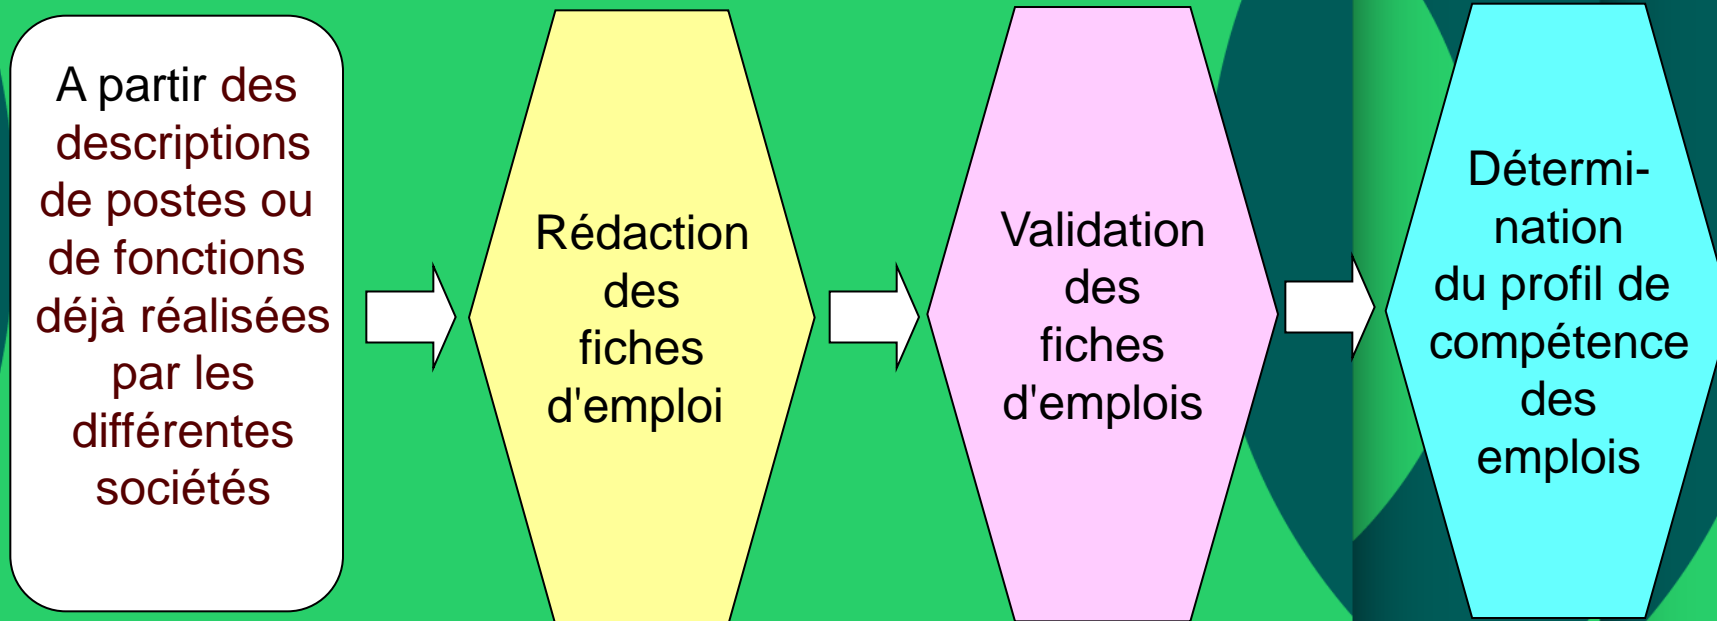 A partir des
descriptions
de postes ou
de fonctions
déjà réalisées
par les
différentes
sociétés
Rédaction
des
fiches
d'emploi
Validation
des
fiches
d'emplois
Détermi-
nation
du profil de
compétence
des
emplois